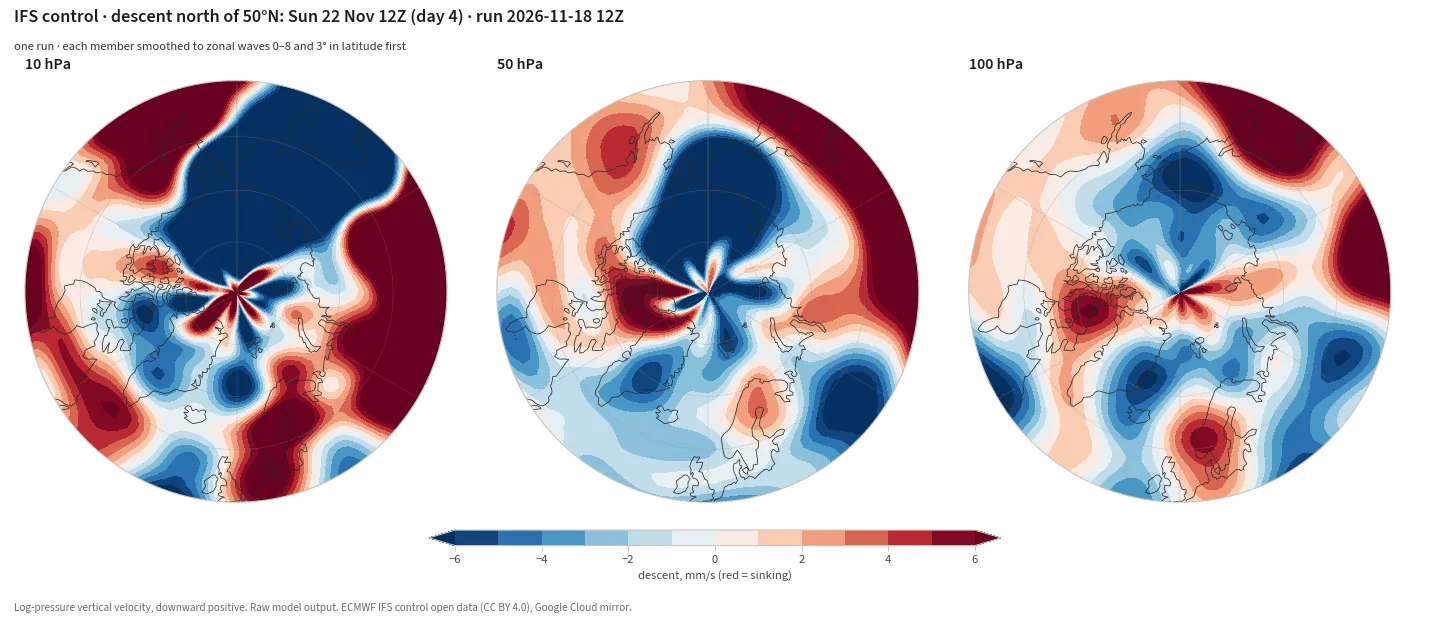 IFS control · descent north of 50°N: Sun 22 Nov 12Z (day 4) · run 2026-11-18 12Z
one run · each member smoothed to zonal waves 0–8 and 3° in latitude first
10 hPa
50 hPa
100 hPa
−6
−4
−2
0
2
4
6
descent, mm/s (red = sinking)
Log-pressure vertical velocity, downward positive. Raw model output. ECMWF IFS control open data (CC BY 4.0), Google Cloud mirror.